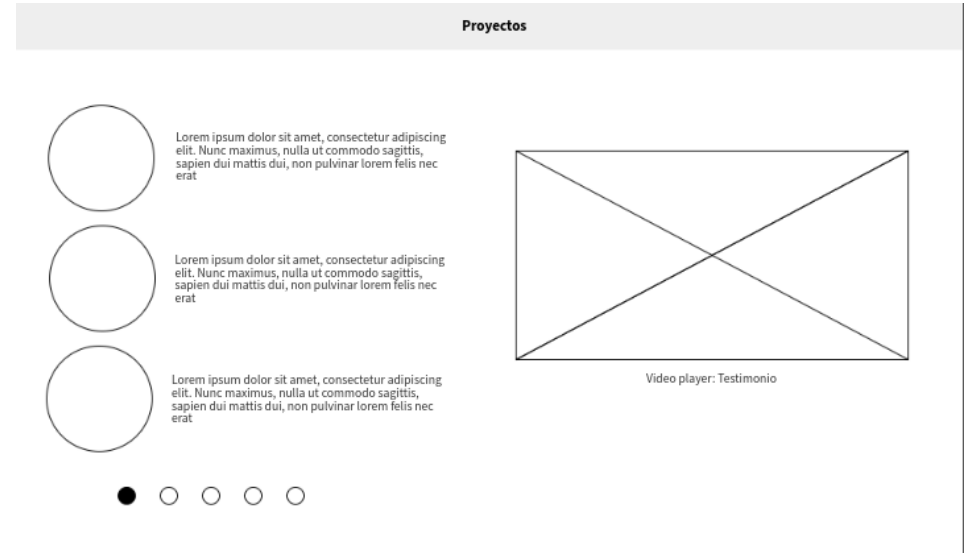 Proyectos
Lorem ipsum dolor sit amet, consectetur adipiscing
elit. Nunc maximus, nulla ut commodo sagittis,
sapien dui mattis dui, non pulvinar lorem felis nec
erat
Lorem ipsum dolor sit amet, consectetur adipiscing
elit. Nunc maximus, nulla ut commodo sagittis,
sapien dui mattis dui, non pulvinar lorem felis nec
erat
Lorem ipsum dolor sit amet, consectetur adipiscing
elit. Nunc maximus, nulla ut commodo sagittis,
sapien dui mattis dui, non pulvinar lorem felis nec
erat
Video player: Testimonio